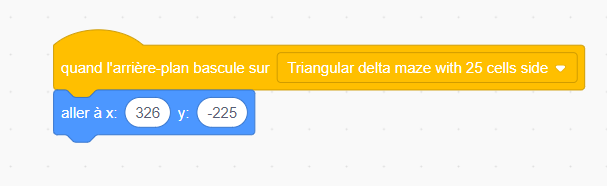 quand l'arrière-plan bascule sur Triangular delta maze with 25 cells side
aller à x: 326 y: -225